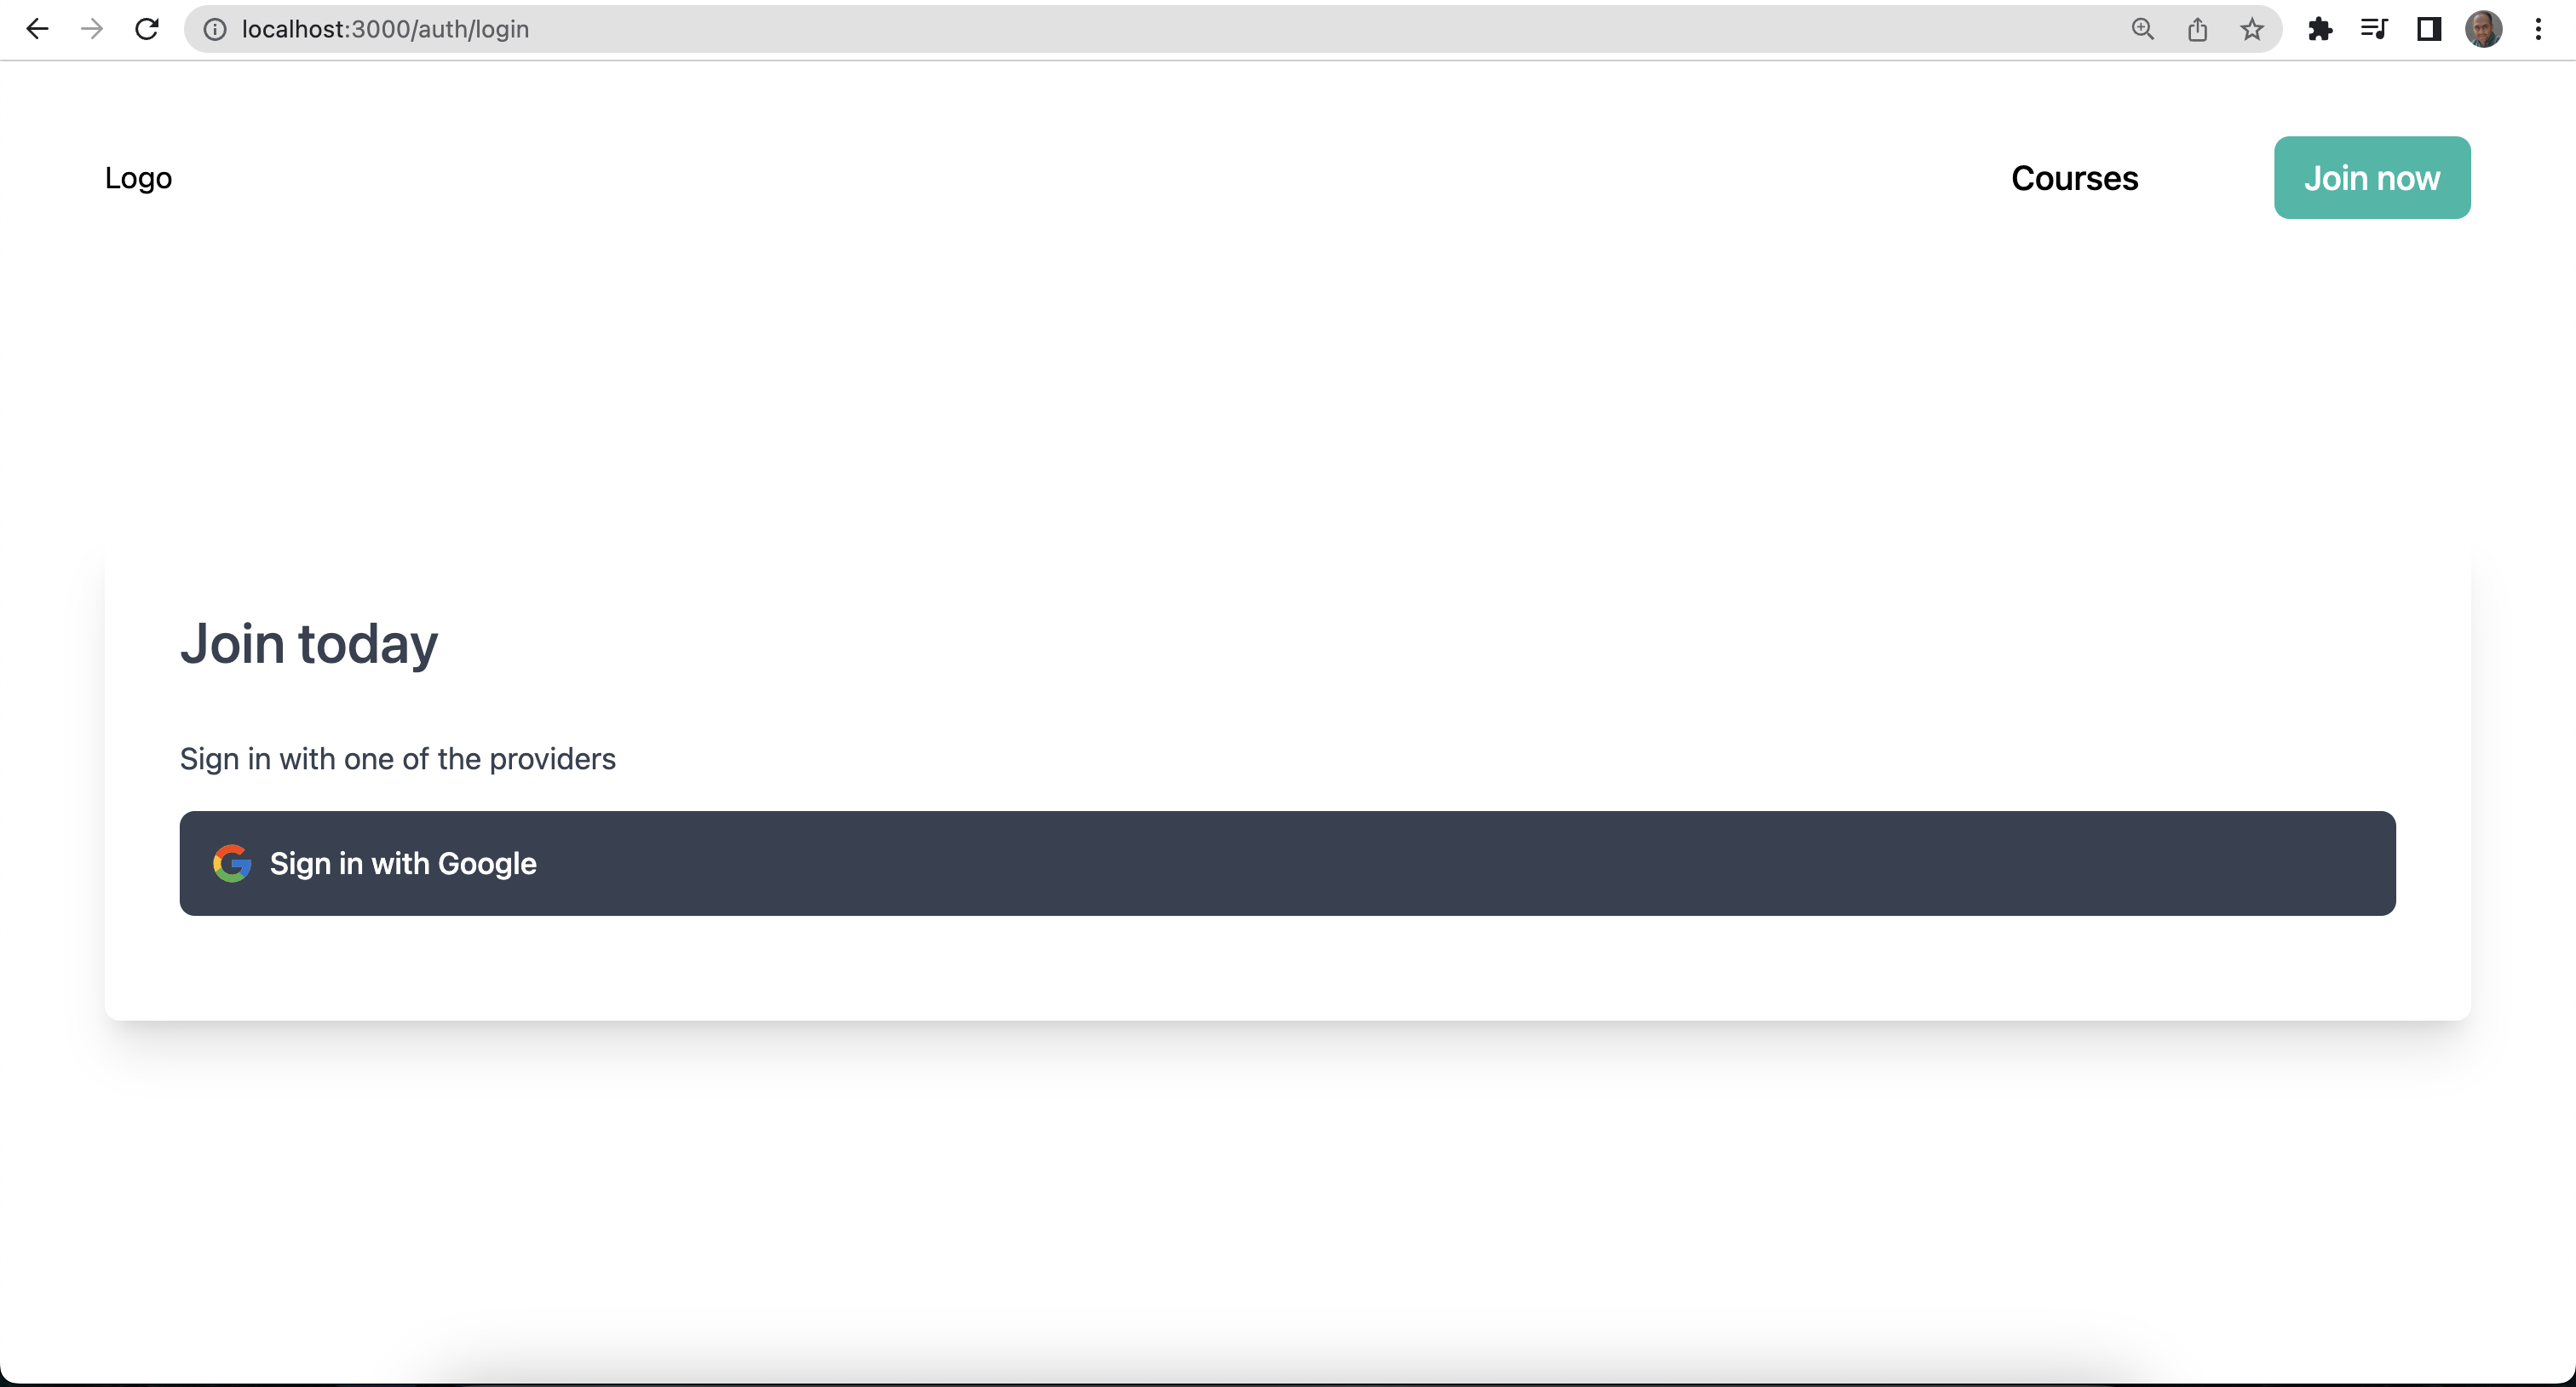 localhost:3000/auth/login
Logo Courses Join now
Join today
Sign in with one of the providers
Sign in with Google